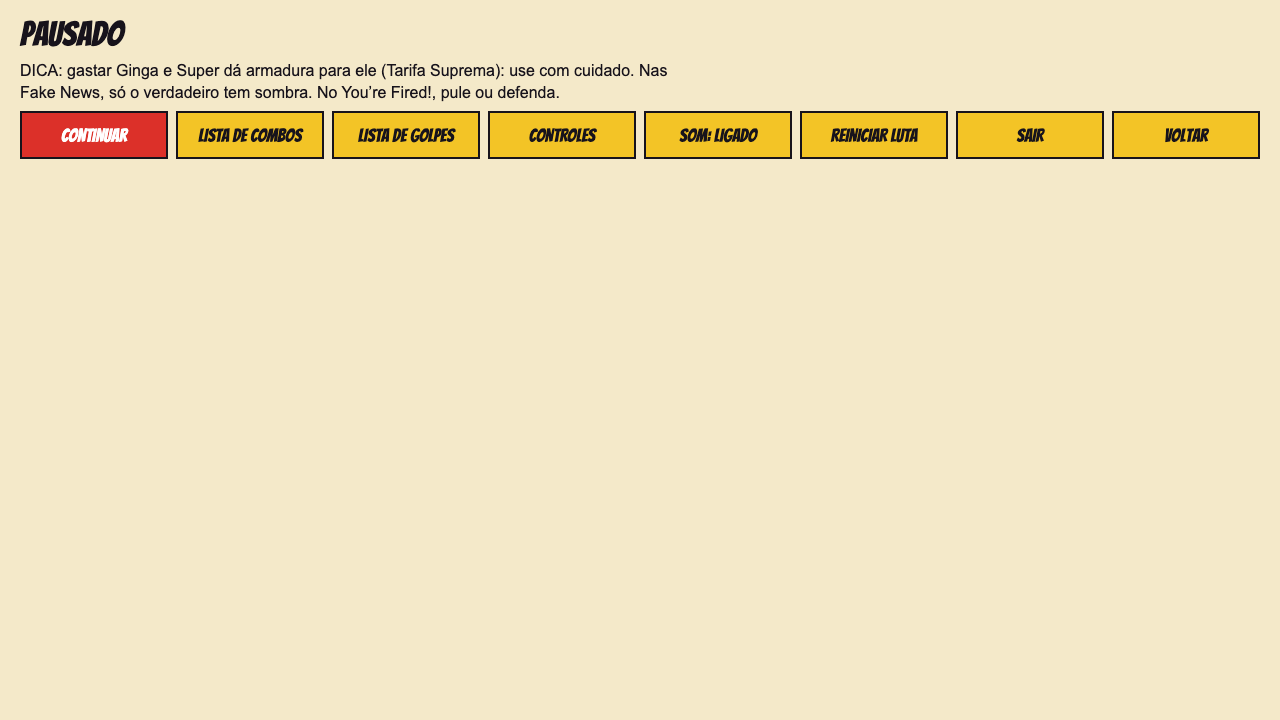 PAUSADO
DICA: gastar Ginga e Super dá armadura para ele (Tarifa Suprema): use com cuidado. Nas
Fake News, só o verdadeiro tem sombra. No You’re Fired!, pule ou defenda.
CONTINUAR
LISTA DE COMBOS
LISTA DE GOLPES
CONTROLES
SOM: LIGADO
REINICIAR LUTA
SAIR
VOLTAR